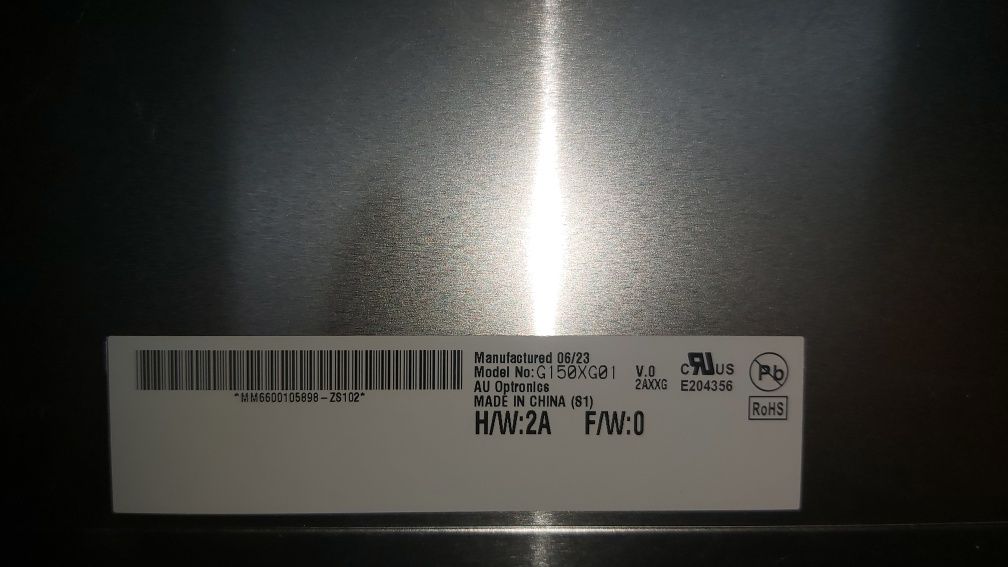 *MM6600105898-ZS102*
Manufactured 06/23
Model No:G150XG01 V.0
AU Optronics 2AXXG
MADE IN CHINA (S1)
H/W:2A F/W:0
C RU US
E204356
Pb
RoHS